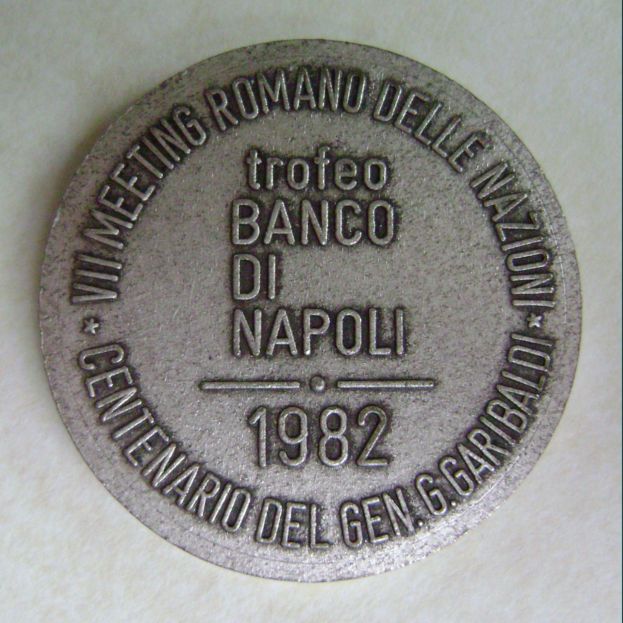 VII MEETING ROMANO DELLE NAZIONI
trofeo
BANCO
DI
NAPOLI
1982
* CENTENARIO DEL GEN. G. GARIBALDI *